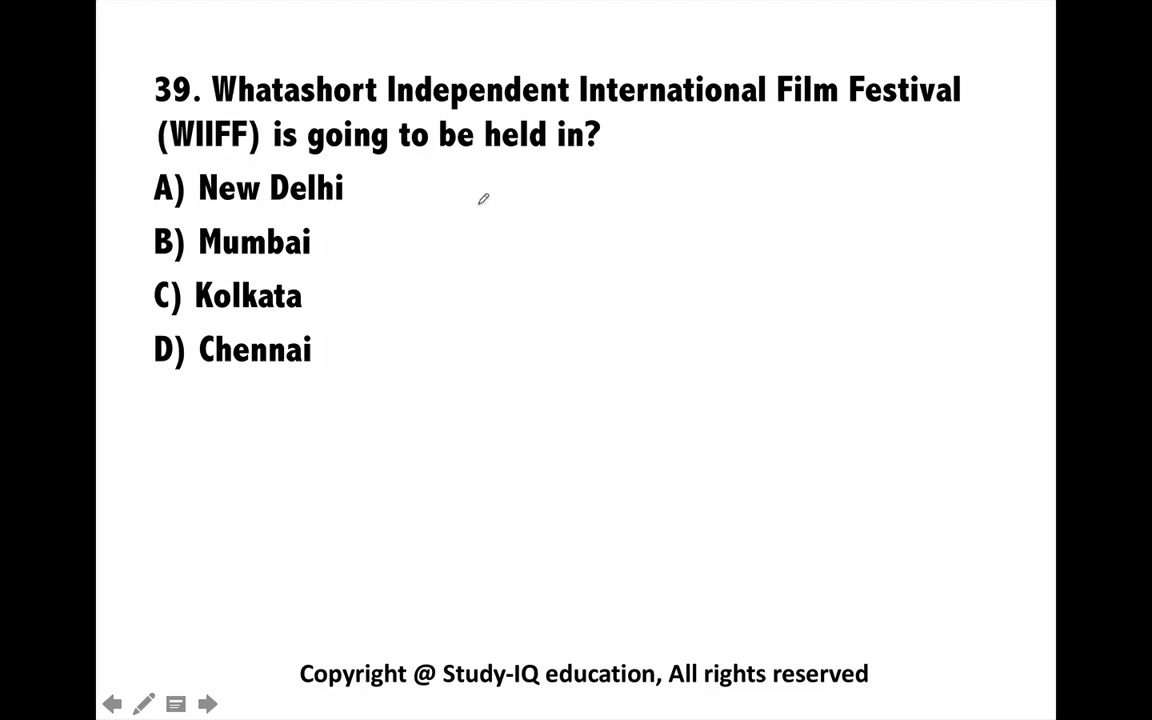 39. Whatashort Independent International Film Festival
(WIIFF) is going to be held in?
A) New Delhi
B) Mumbai
C) Kolkata
D) Chennai
Copyright @ Study-IQ education, All rights reserved